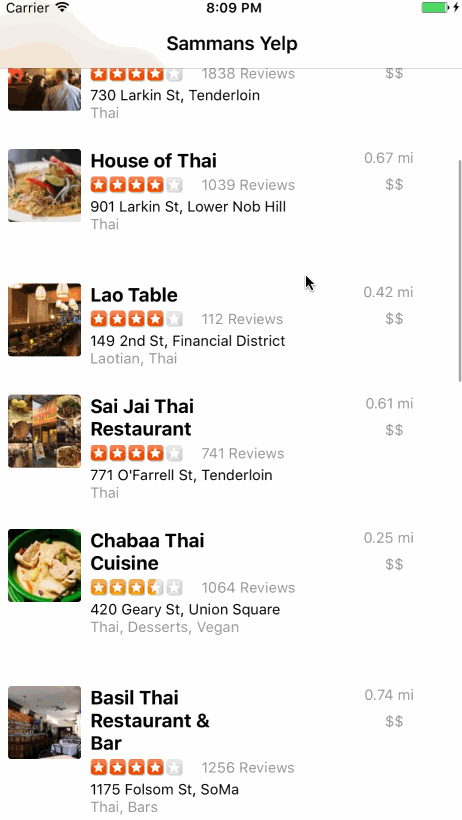 Carrier 8:09 PM
Sammans Yelp
1838 Reviews $$
730 Larkin St, Tenderloin
Thai
House of Thai 0.67 mi
1039 Reviews $$
901 Larkin St, Lower Nob Hill
Thai
Lao Table 0.42 mi
112 Reviews $$
149 2nd St, Financial District
Laotian, Thai
Sai Jai Thai 0.61 mi
Restaurant $$
741 Reviews
771 O'Farrell St, Tenderloin
Thai
Chabaa Thai 0.25 mi
Cuisine $$
1064 Reviews
420 Geary St, Union Square
Thai, Desserts, Vegan
Basil Thai 0.74 mi
Restaurant & $$
Bar
1256 Reviews
1175 Folsom St, SoMa
Thai, Bars